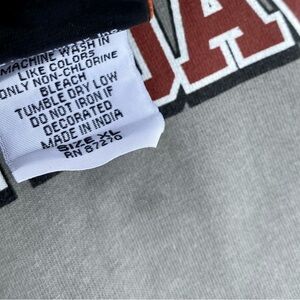 MACHINE WASH IN
LIKE COLORS
ONLY NON-CHLORINE
BLEACH
TUMBLE DRY LOW
DO NOT IRON IF
DECORATED
MADE IN INDIA
SIZE XL
RN 87270
DA